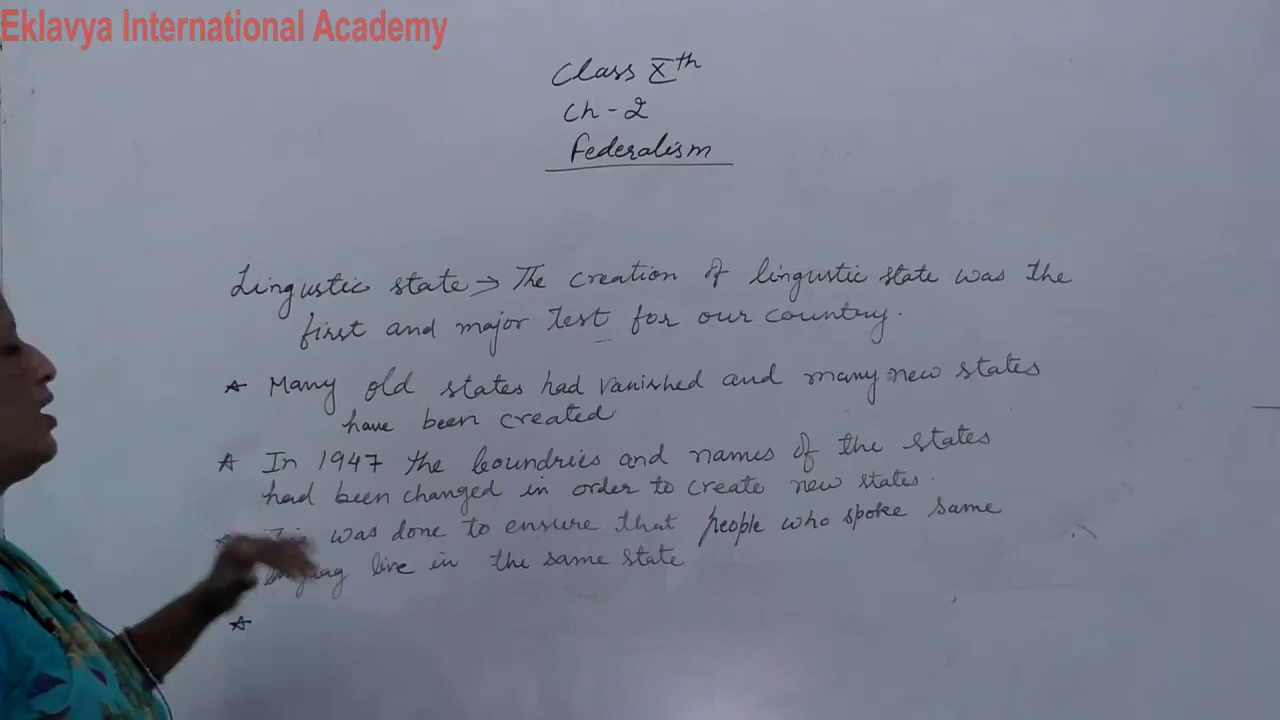 Eklavya International Academy
Class Xth
Ch - 2
Federalism
Lingustic state → The creation of lingustic state was the
first and major test for our country.
☆ Many old states had vanished and many new states
have been created
☆ In 1947 the boundries and names of the states
had been changed in order to create new states.
was done to ensure that people who spoke same
live in the same state
☆